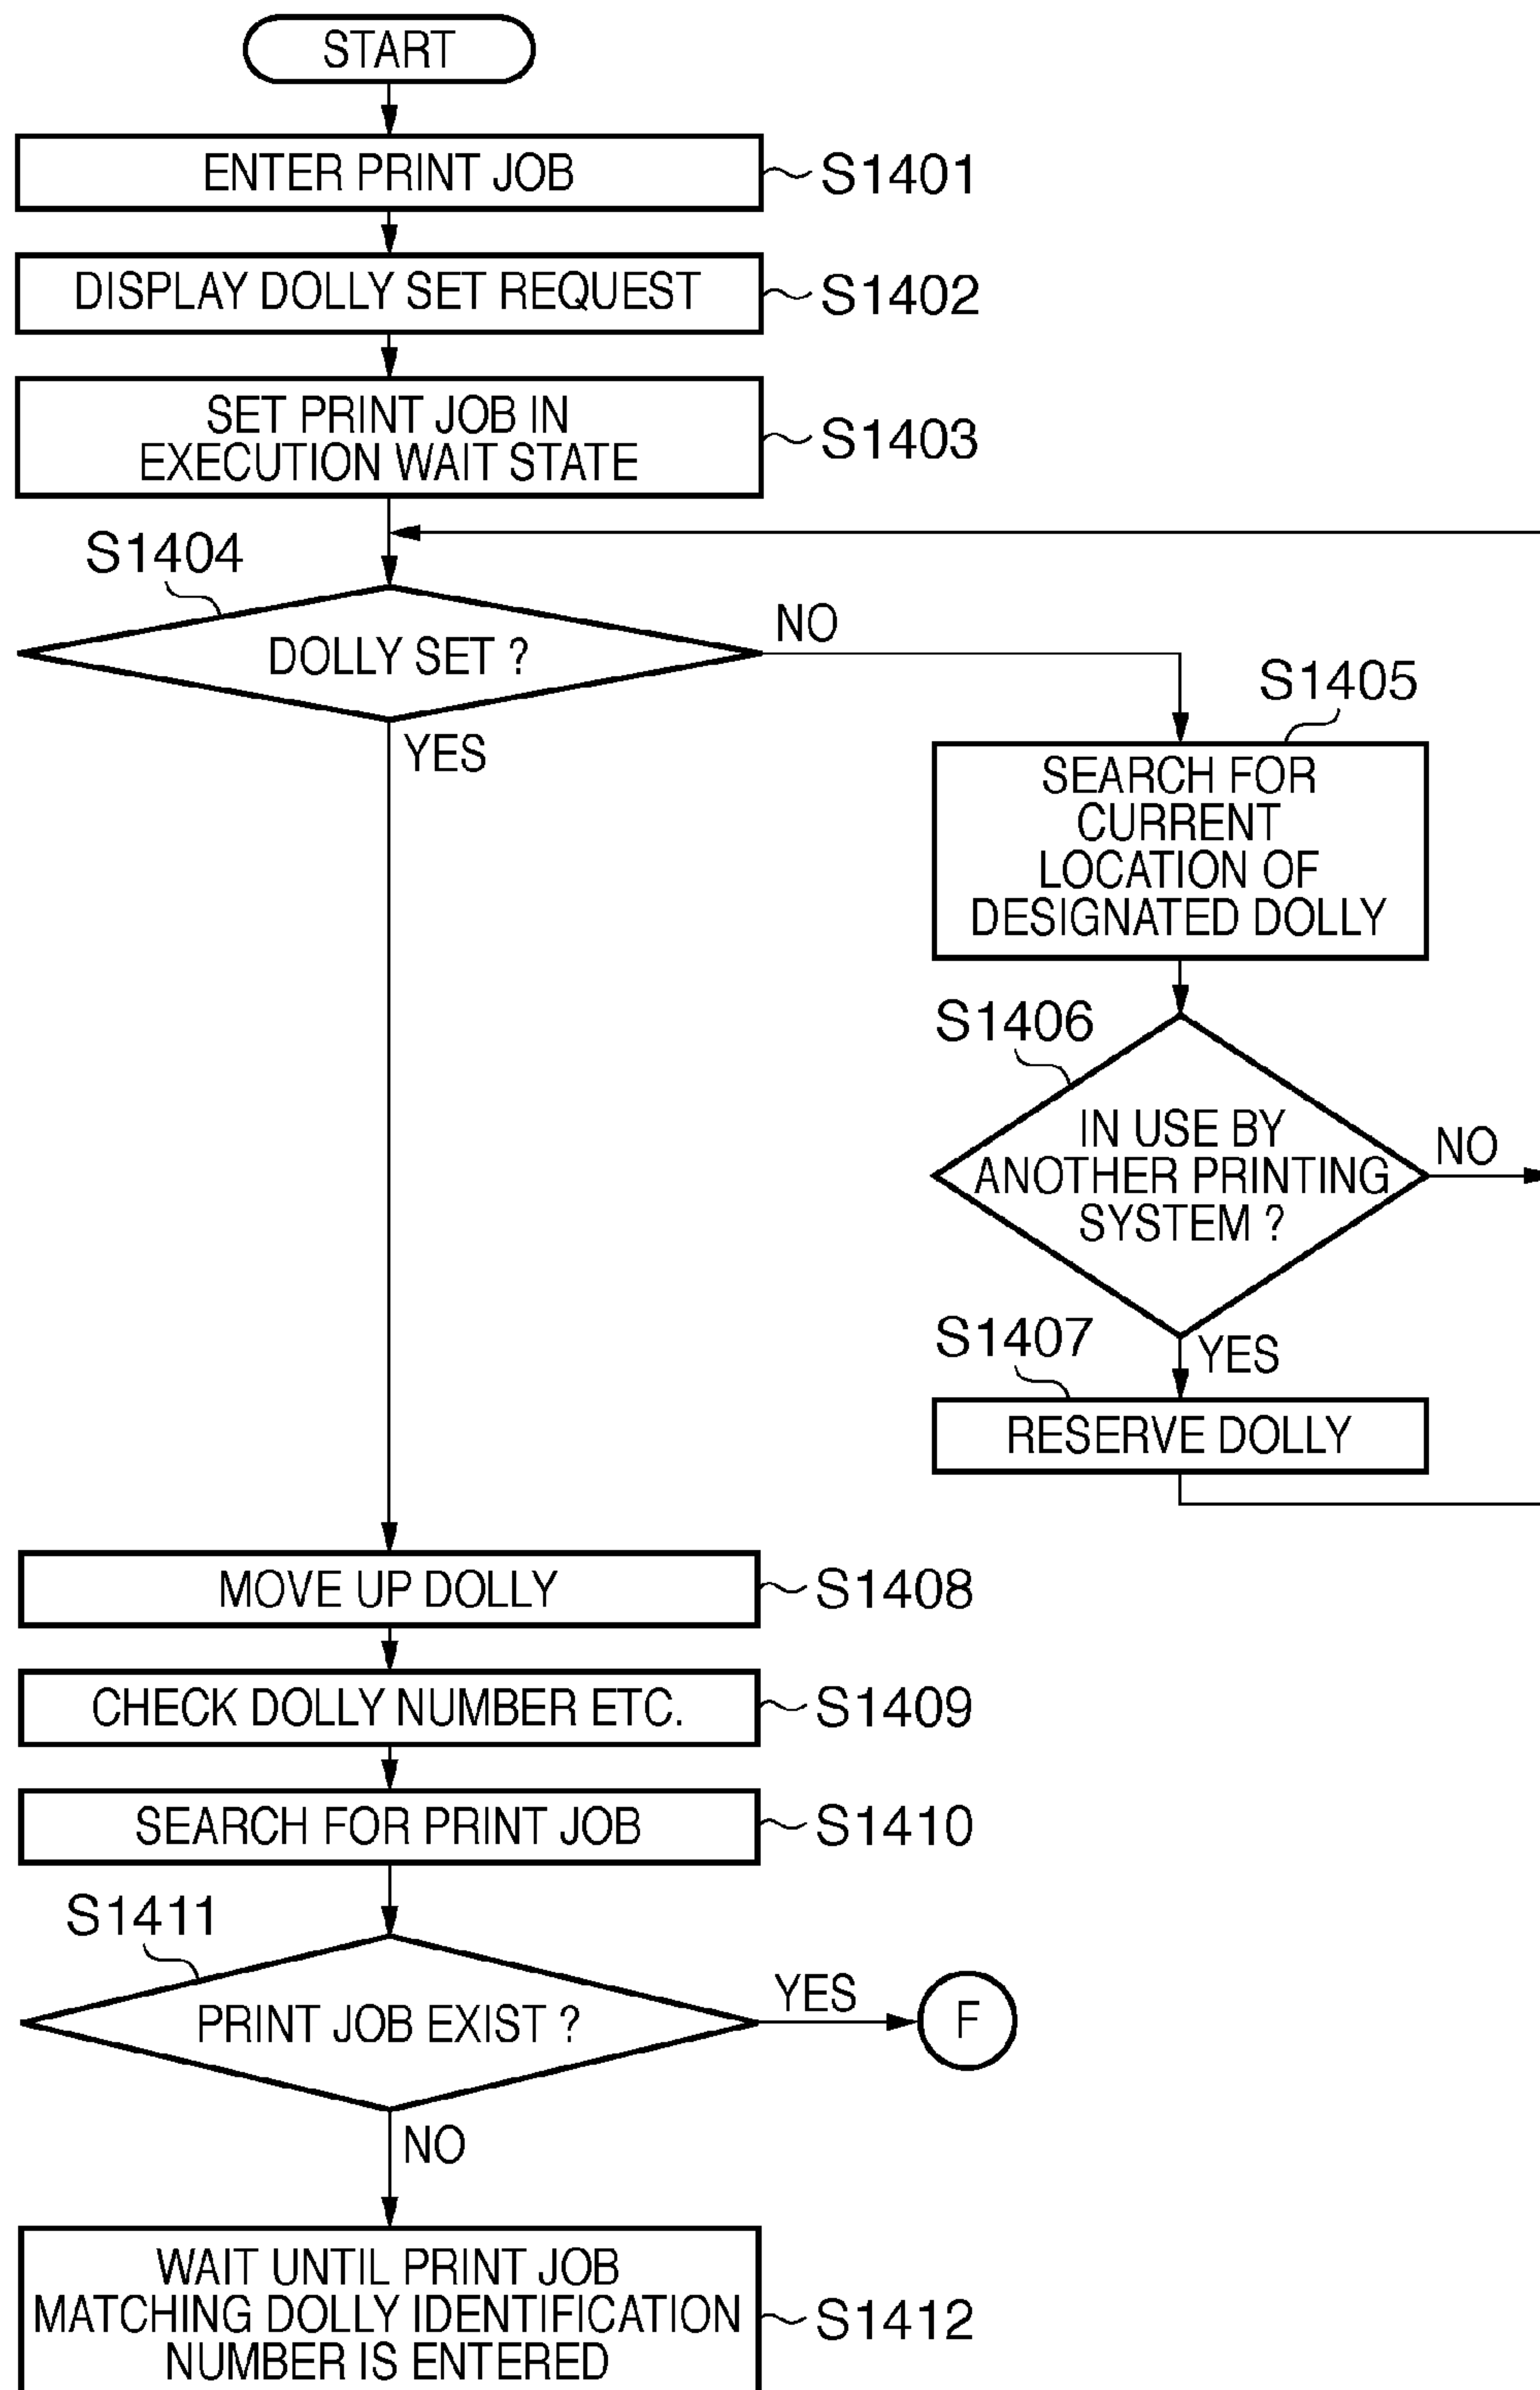 START
ENTER PRINT JOB
S1401
DISPLAY DOLLY SET REQUEST
S1402
SET PRINT JOB IN
EXECUTION WAIT STATE
S1403
S1404
DOLLY SET ?
NO
YES
S1405
SEARCH FOR
CURRENT
LOCATION OF
DESIGNATED DOLLY
S1406
IN USE BY
ANOTHER PRINTING
SYSTEM ?
NO
YES
S1407
RESERVE DOLLY
MOVE UP DOLLY
S1408
CHECK DOLLY NUMBER ETC.
S1409
SEARCH FOR PRINT JOB
S1410
S1411
PRINT JOB EXIST ?
YES
F
NO
WAIT UNTIL PRINT JOB
MATCHING DOLLY IDENTIFICATION
NUMBER IS ENTERED
S1412